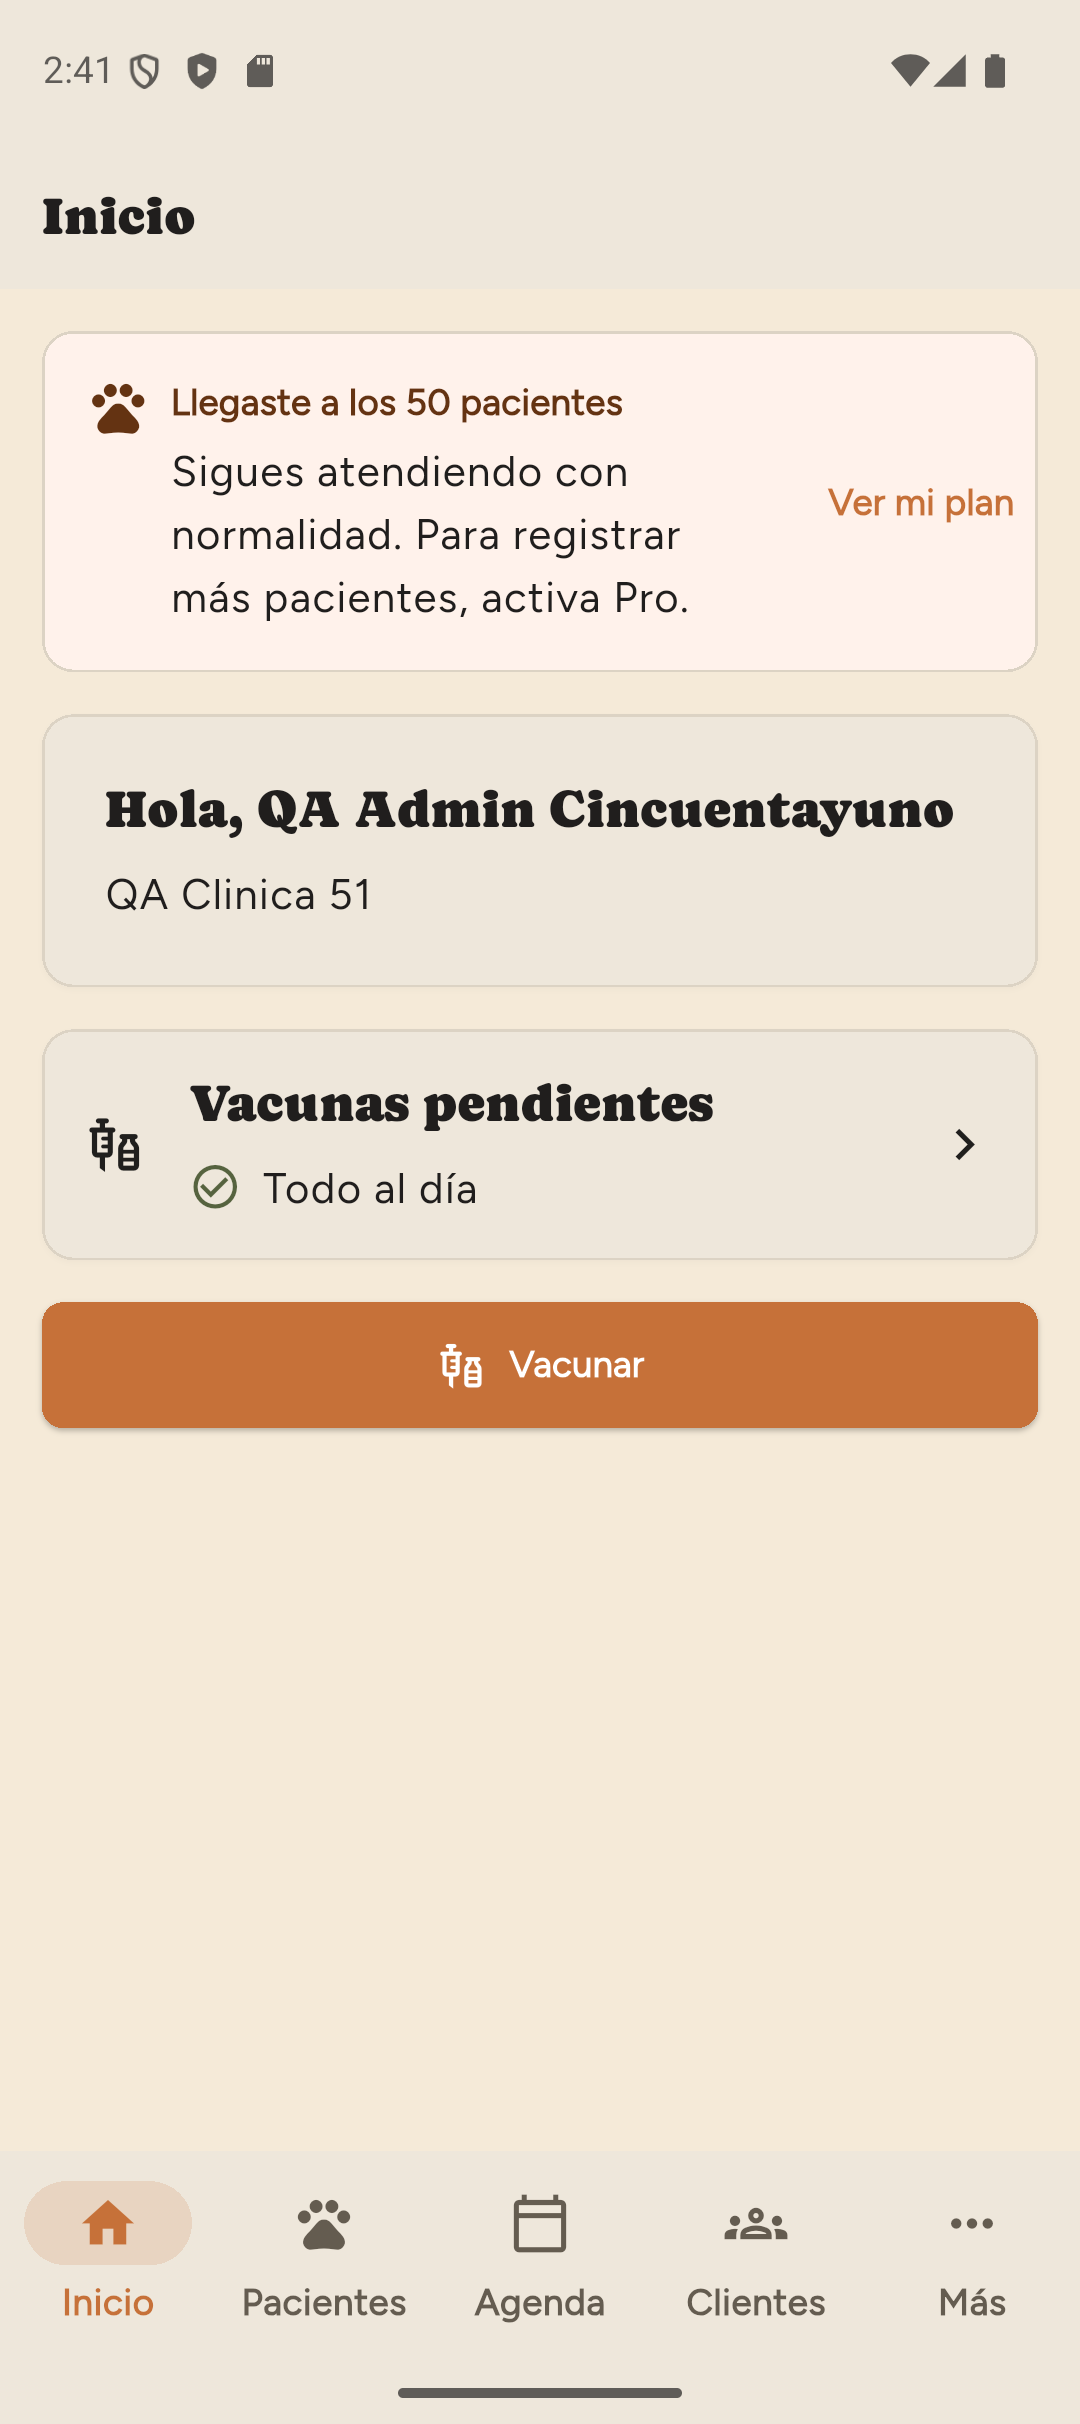 2:41
Inicio
Llegaste a los 50 pacientes
Sigues atendiendo con
normalidad. Para registrar
más pacientes, activa Pro.
Ver mi plan
Hola, QA Admin Cincuentayuno
QA Clinica 51
Vacunas pendientes
Todo al día
Vacunar
Inicio
Pacientes
Agenda
Clientes
Más